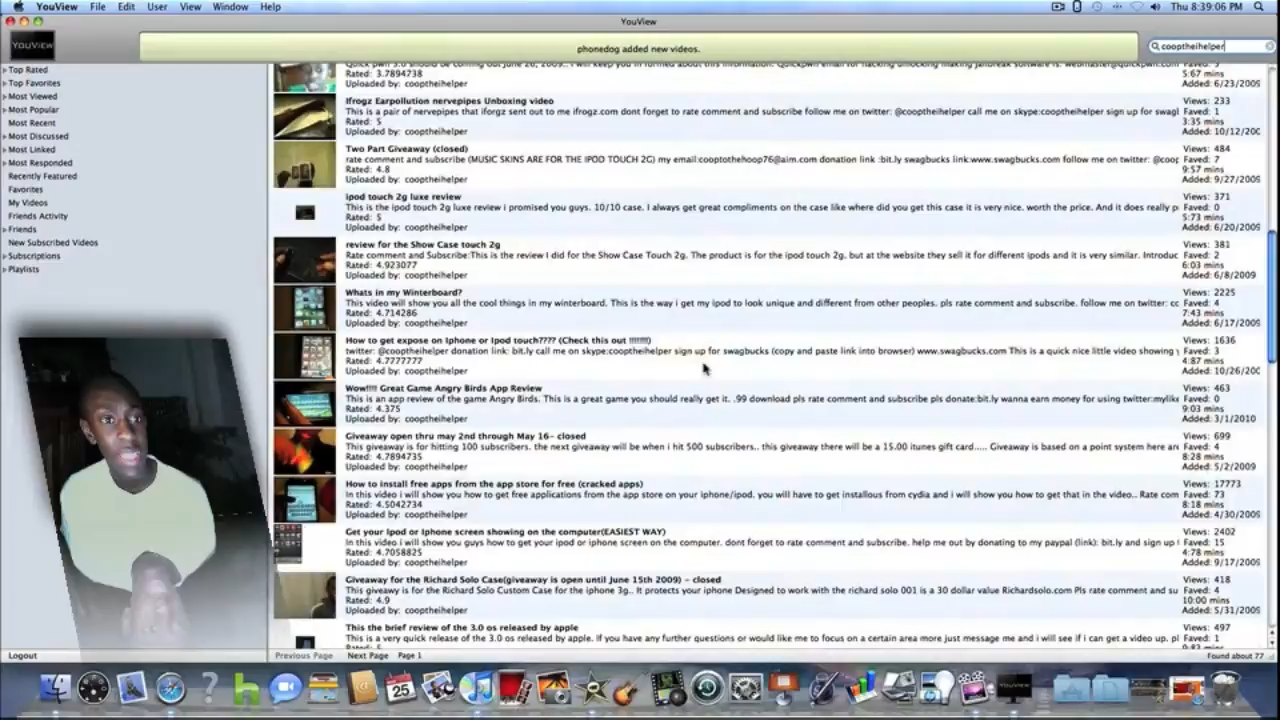 YouView File Edit View User Window Help Thu 8:39:06 PM
YouView
YOUVIEW
phonedog added new videos.
cooptheihelper
Top Rated
Top Favorites
Most Viewed
Most Popular
Most Recent
Most Discussed
Most Linked
Most Responded
Recently Featured
Favorites
My Videos
Friends Activity
Friends
New Subscribed Videos
Subscriptions
Playlists
Rated: 3.7894738
5:67 mins
Uploaded by: cooptheihelper
Added: 6/23/2009
Ifrogz Earpollution nervepipes Unboxing video
Views: 233
This is a pair of nervepipes that ifrogz sent out to me ifrogz.com dont forget to rate comment and subscribe follow me on twitter: @cooptheihelper call me on skype:cooptheihelper sign up for swagl
Faved: 1
Rated: 5
3:35 mins
Uploaded by: cooptheihelper
Added: 10/12/200
Two Part Giveaway (closed)
Views: 484
rate comment and subscribe (MUSIC SKINS ARE FOR THE IPOD TOUCH 2G) my email:cooptothehoop76@aim.com donation link :bit.ly swagbucks link:www.swagbucks.com follow me on twitter: @coop
Faved: 7
Rated: 4.8
9:57 mins
Uploaded by: cooptheihelper
Added: 9/27/2009
ipod touch 2g luxe review
Views: 371
This is the ipod touch 2g luxe review i promised you guys. 10/10 case. I always get great compliments on the case like where did you get this case it is very nice. worth the price. And it does really p
Faved: 0
Rated: 5
5:73 mins
Uploaded by: cooptheihelper
Added: 6/20/2009
review for the Show Case touch 2g
Views: 381
Rate comment and Subscribe:This is the review I did for the Show Case Touch 2g. The product is for the ipod touch 2g. but at the website they sell it for different ipods and it is very similar. Introduc
Faved: 2
Rated: 4.923077
6:03 mins
Uploaded by: cooptheihelper
Added: 6/8/2009
Whats in my Winterboard?
Views: 2225
This video will show you all the cool things in my winterboard. This is the way i get my ipod to look unique and different from other peoples. pls rate comment and subscribe. follow me on twitter: cc
Faved: 4
Rated: 4.714286
7:43 mins
Uploaded by: cooptheihelper
Added: 6/17/2009
How to get expose on Iphone or Ipod touch???? (Check this out !!!!!!!)
Views: 1636
twitter: @cooptheihelper donation link: bit.ly call me on skype:cooptheihelper sign up for swagbucks (copy and paste link into browser) www.swagbucks.com This is a quick nice little video showing
Faved: 3
Rated: 4.7777777
4:87 mins
Uploaded by: cooptheihelper
Added: 10/26/200
Wow!!!! Great Game Angry Birds App Review
Views: 463
This is an app review of the game Angry Birds. This is a great game you should really get it. .99 download pls rate comment and subscribe pls donate:bit.ly wanna earn money for using twitter:mylike
Faved: 0
Rated: 4.375
9:03 mins
Uploaded by: cooptheihelper
Added: 3/1/2010
Giveaway open thru may 2nd through May 16- closed
Views: 699
This giveaway is for hitting 100 subscribers. the next giveaway will be when i hit 500 subscribers.. this giveaway there will be a 15.00 itunes gift card..... Giveaway is based on a point system here an
Faved: 4
Rated: 4.7894735
8:28 mins
Uploaded by: cooptheihelper
Added: 5/2/2009
How to install free apps from the app store for free (cracked apps)
Views: 17773
In this video i will show you how to get free applications from the app store on your iphone/ipod. you will have to get installous from cydia and i will show you how to get that in the video.. Rate com
Faved: 73
Rated: 4.5042734
8:18 mins
Uploaded by: cooptheihelper
Added: 4/30/2009
Get your Ipod or Iphone screen showing on the computer(EASIEST WAY)
Views: 2402
In this video i will show you guys how to get your ipod or iphone screen on the computer. dont forget to rate comment and subscribe. help me out by donating to my paypal (link): bit.ly and sign up
Faved: 15
Rated: 4.7058825
4:78 mins
Uploaded by: cooptheihelper
Added: 9/17/2009
Giveaway for the Richard Solo Case(giveaway is open until June 15th 2009) - closed
Views: 418
This giveaway is for the Richard Solo Custom Case for the iphone 3g.. It protects your iphone Designed to work with the richard solo 001 is a 30 dollar value Richardsolo.com Pls rate comment and su
Faved: 4
Rated: 4.9
10:00 mins
Uploaded by: cooptheihelper
Added: 5/31/2009
This the brief review of the 3.0 os released by apple
Views: 497
This is a very quick release of the 3.0 os released by apple. If you have any further questions or would like me to focus on a certain area more just message me and i will see if i can get a video up. pl
Faved: 1
Logout
Previous Page Next Page Page 1
Found about 77
25